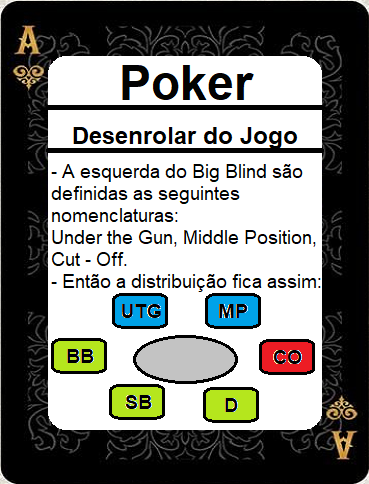 A
Poker
Desenrolar do Jogo
- A esquerda do Big Blind são
definidas as seguintes
nomenclaturas:
Under the Gun, Middle Position,
Cut - Off.
- Então a distribuição fica assim:
UTG MP
BB CO
SB D
A